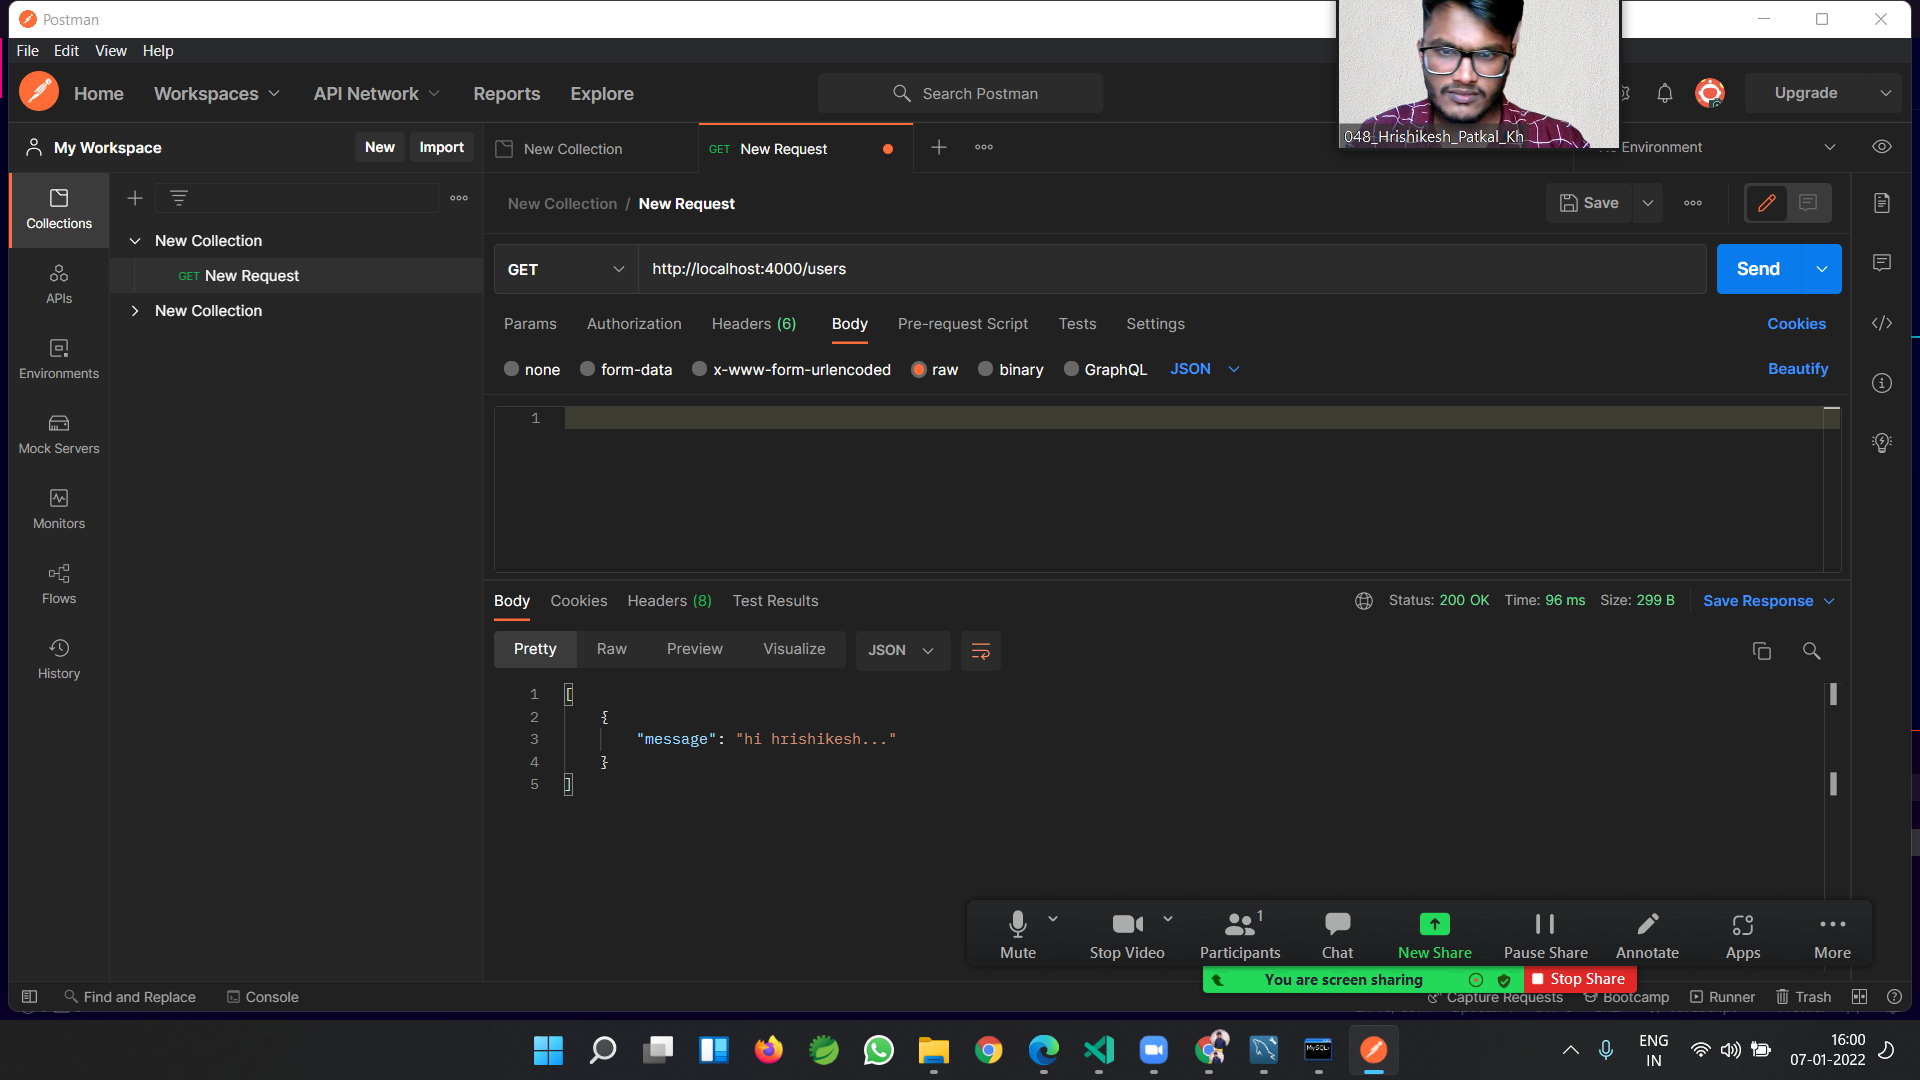 Postman
File Edit View Help
Home Workspaces API Network Reports Explore Search Postman Upgrade
048_Hrishikesh_Patkal_Kh
My Workspace New Import New Collection GET New Request Environment
Collections
New Collection / New Request Save
New Collection
GET New Request
New Collection
APIs
Environments
Mock Servers
Monitors
Flows
History
GET http://localhost:4000/users Send
Params Authorization Headers (6) Body Pre-request Script Tests Settings Cookies
none form-data x-www-form-urlencoded raw binary GraphQL JSON Beautify
1
Body Cookies Headers (8) Test Results Status: 200 OK Time: 96 ms Size: 299 B Save Response
Pretty Raw Preview Visualize JSON
1 [
2 {
3 "message": "hi hrishikesh..."
4 }
5 ]
Mute Stop Video Participants 1 Chat New Share Pause Share Annotate Apps More
You are screen sharing Stop Share
Find and Replace Console Capture Requests Bootcamp Runner Trash
MySQL
ENG
IN
16:00
07-01-2022